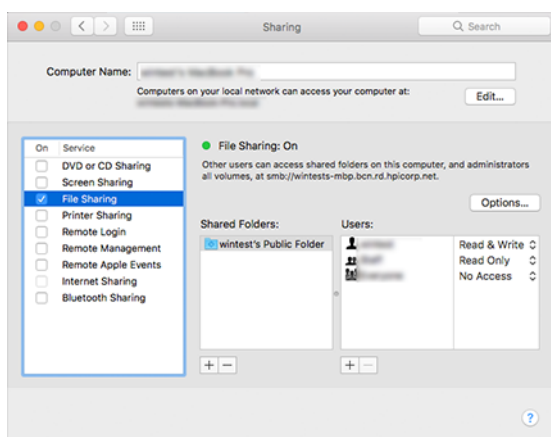 Sharing
Search
Computer Name:
Computers on your local network can access your computer at:
Edit...
On Service
DVD or CD Sharing
Screen Sharing
File Sharing
Printer Sharing
Remote Login
Remote Management
Remote Apple Events
Internet Sharing
Bluetooth Sharing
File Sharing: On
Other users can access shared folders on this computer, and administrators
all volumes, at smb://wintests-mbp.bcn.rd.hpicorp.net.
Options...
Shared Folders:
wintest's Public Folder
Users:
Read & Write
Read Only
No Access
+ −
+ −
?